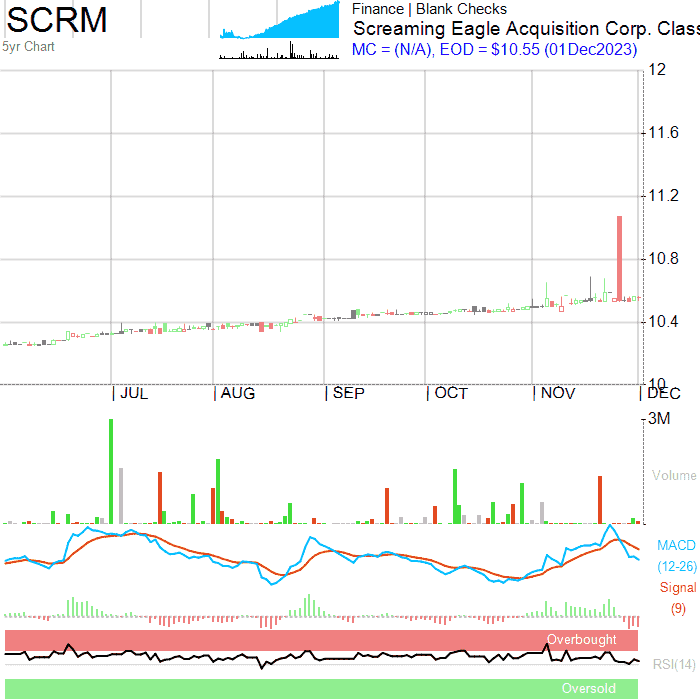 SCRM
5yr Chart
Finance | Blank Checks
Screaming Eagle Acquisition Corp. Class
MC = (N/A), EOD = $10.55 (01Dec2023)
12
11.6
11.2
10.8
10.4
10
JUL
AUG
SEP
OCT
NOV
DEC
3M
Volume
MACD
(12-26)
Signal
(9)
Overbought
RSI(14)
Oversold